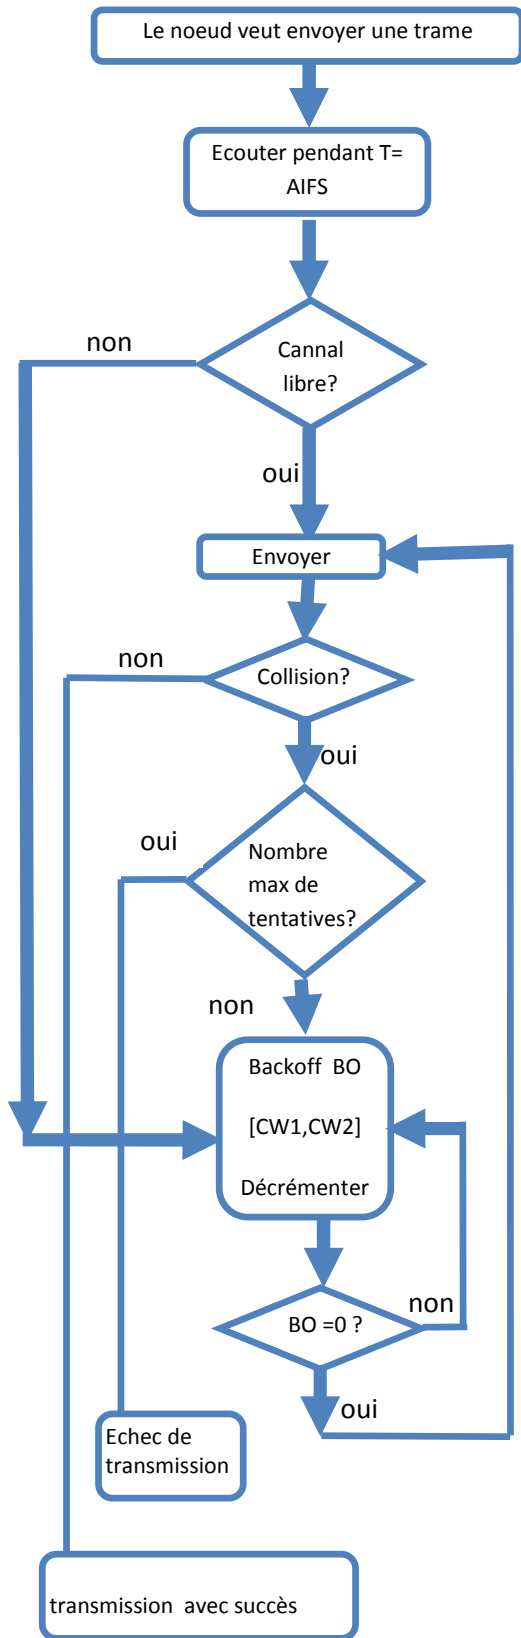 Le noeud veut envoyer une trame
Ecouter pendant T=
AIFS
non
Cannal
libre?
oui
Envoyer
non
Collision?
oui
oui
Nombre
max de
tentatives?
non
Backoff BO
[CW1,CW2]
Décrémenter
non
BO =0 ?
oui
Echec de
transmission
transmission avec succès